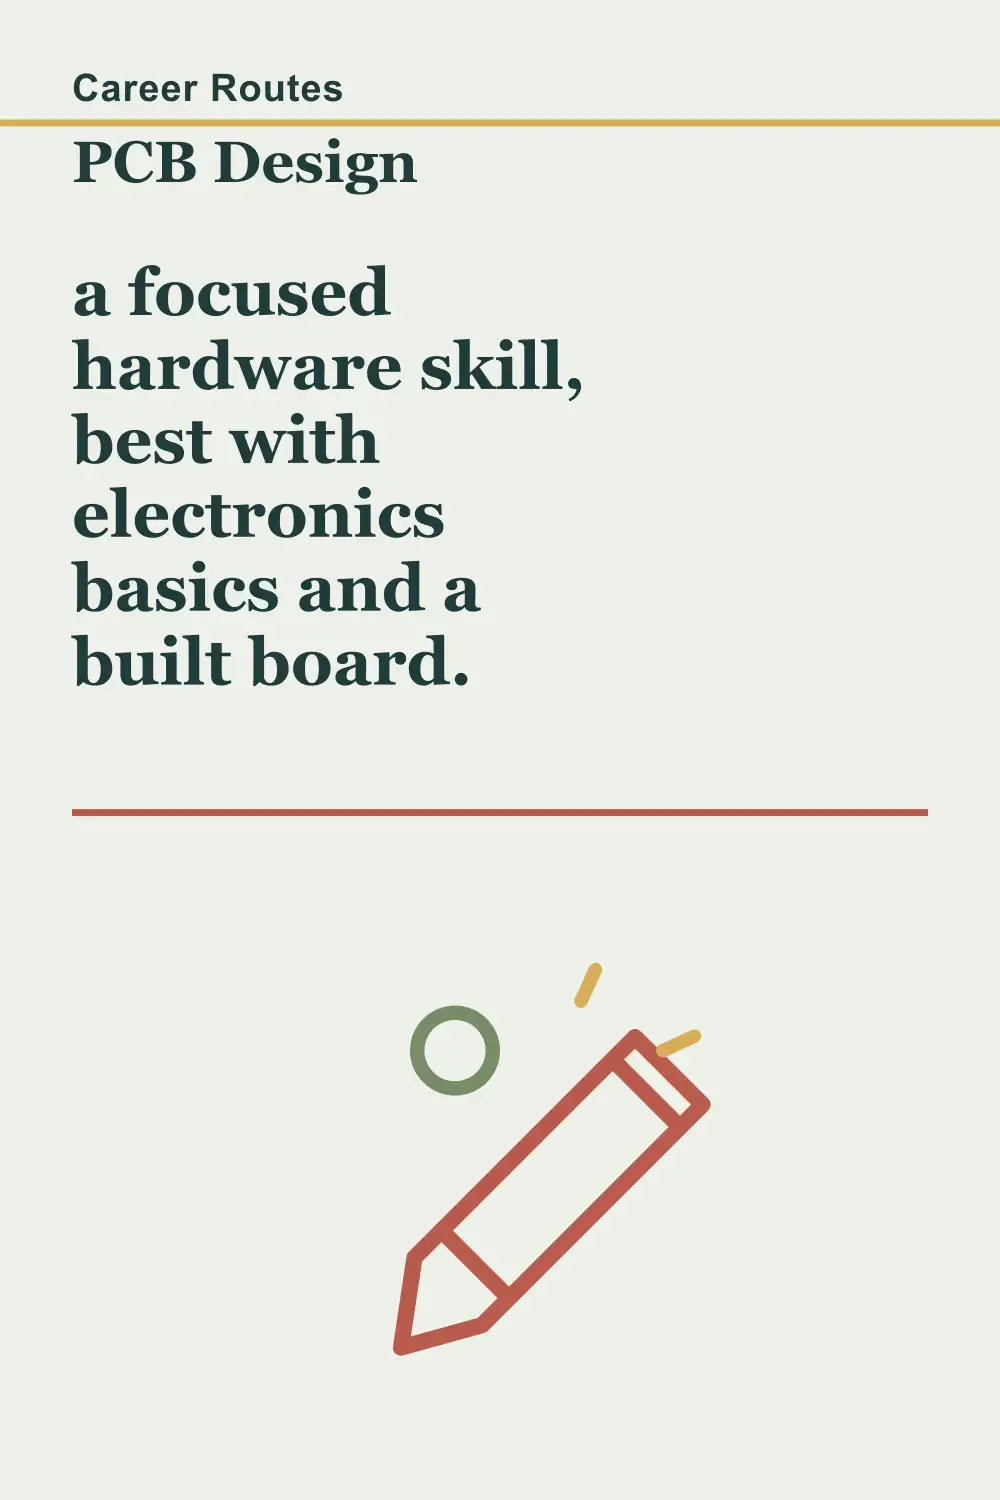 Career Routes
PCB Design
a focused
hardware skill,
best with
electronics
basics and a
built board.